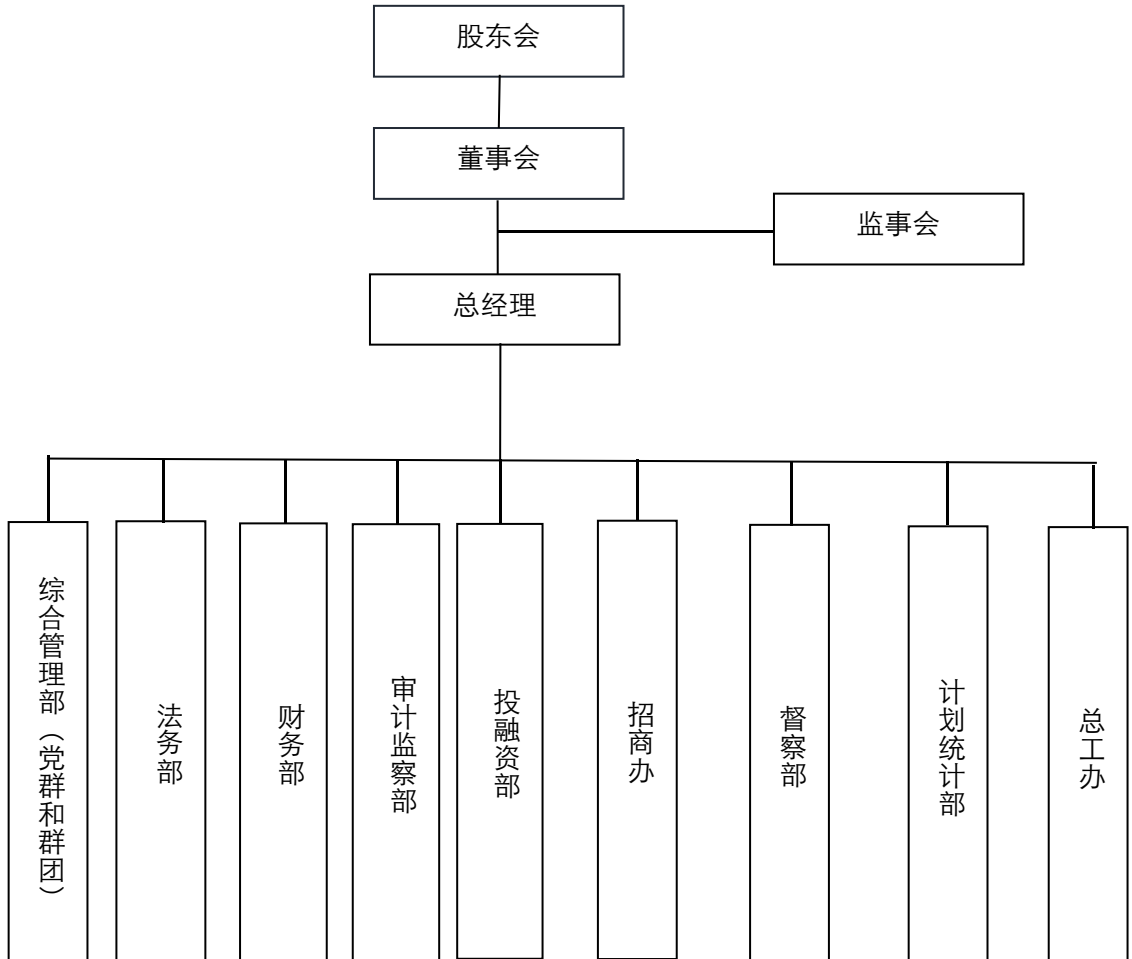 股东会
董事会
监事会
总经理
综合管理部（党群和群团）
法务部
财务部
审计监察部
投融资部
招商办
督察部
计划统计部
总工办